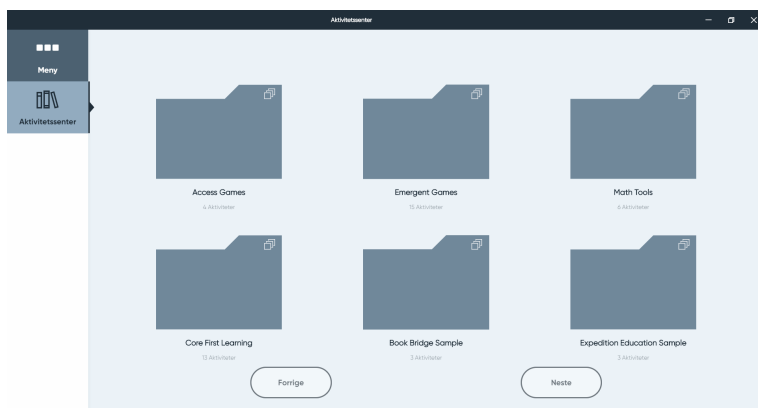 Aktivitetssenter
Meny
Aktivitetssenter
Access Games
4 Aktiviteter
Emergent Games
15 Aktiviteter
Math Tools
6 Aktiviteter
Core First Learning
13 Aktiviteter
Book Bridge Sample
3 Aktiviteter
Expedition Education Sample
3 Aktiviteter
Forrige
Neste